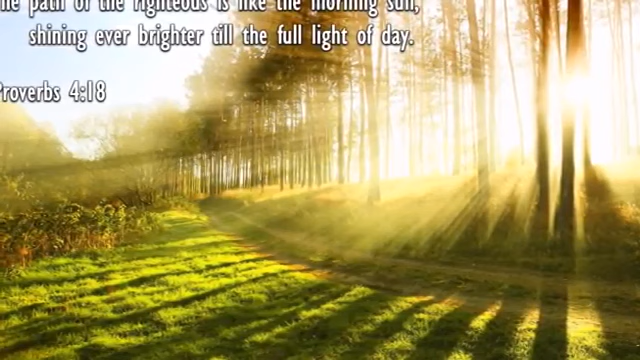 he path of the righteous is like the morning sun,
shining ever brighter till the full light of day.
Proverbs 4:18